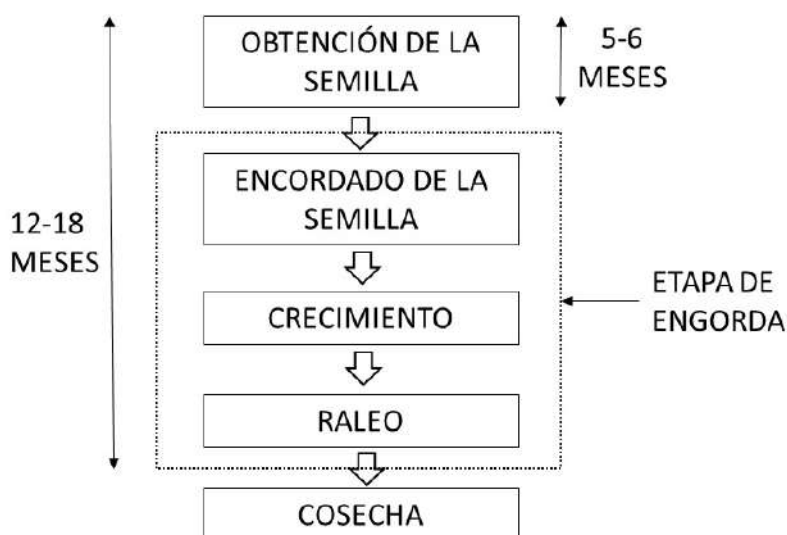 OBTENCIÓN DE LA
SEMILLA
5-6
MESES
ENCORDADO DE LA
SEMILLA
12-18
MESES
CRECIMIENTO
ETAPA DE
ENGORDA
RALEO
COSECHA